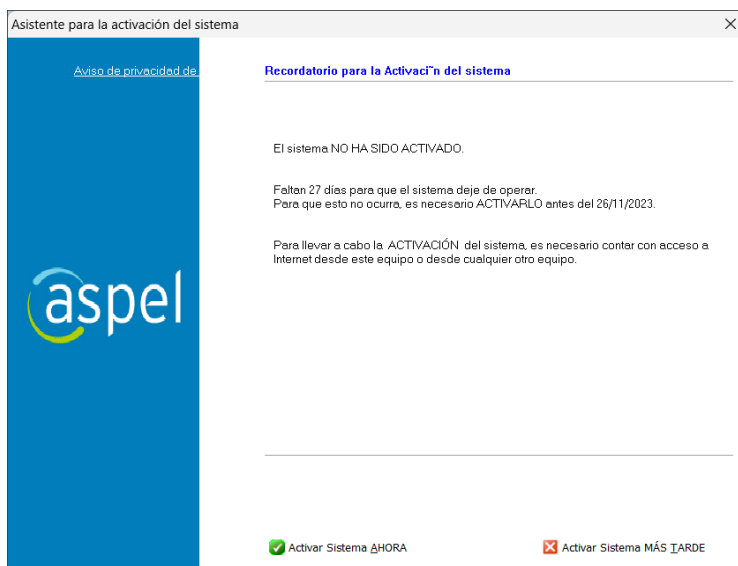 Asistente para la activación del sistema
Aviso de privacidad de
Recordatorio para la Activaci˜n del sistema
El sistema NO HA SIDO ACTIVADO.
Faltan 27 días para que el sistema deje de operar.
Para que esto no ocurra, es necesario ACTIVARLO antes del 26/11/2023.
Para llevar a cabo la ACTIVACIÓN del sistema, es necesario contar con acceso a
Internet desde este equipo o desde cualquier otro equipo.
aspel
Activar Sistema AHORA
Activar Sistema MÁS TARDE